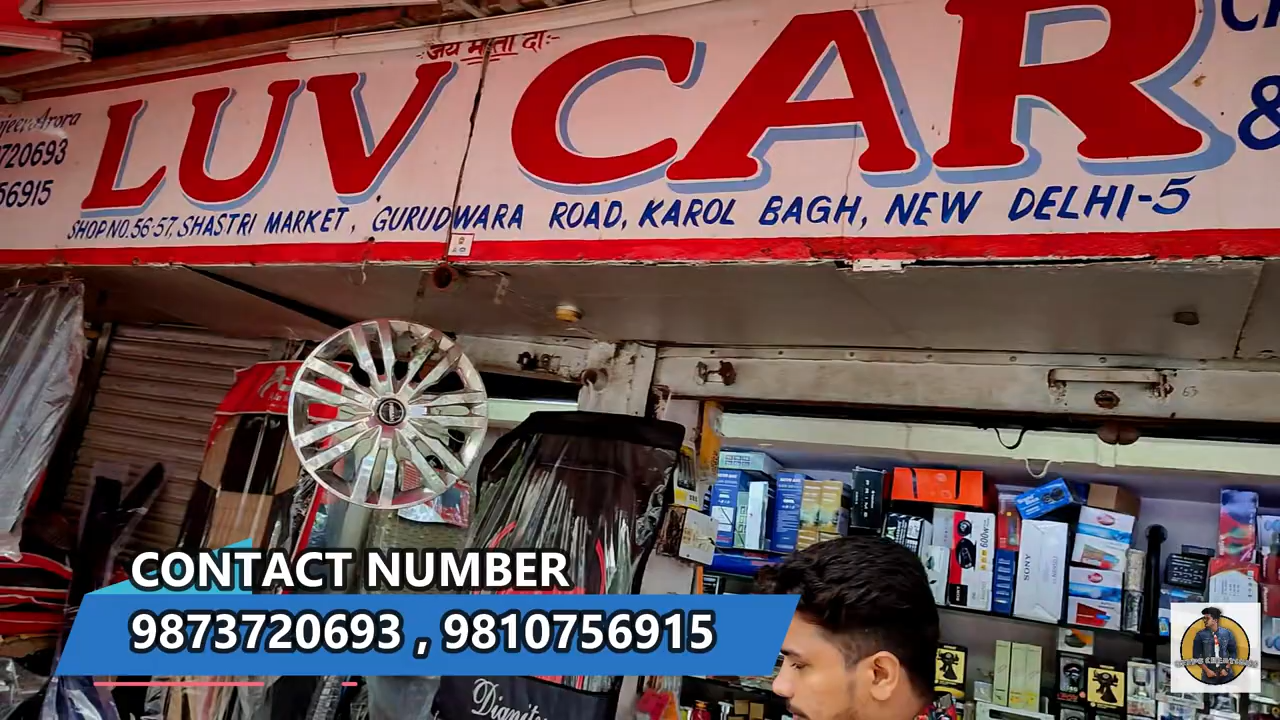 जय माता दी:-
LUV CAR
&
720693
56915
SHOP NO. 56-57, SHASTRI MARKET, GURUDWARA ROAD, KAROL BAGH, NEW DELHI-5
SONY
CONTACT NUMBER
9873720693 , 9810756915
Dignity